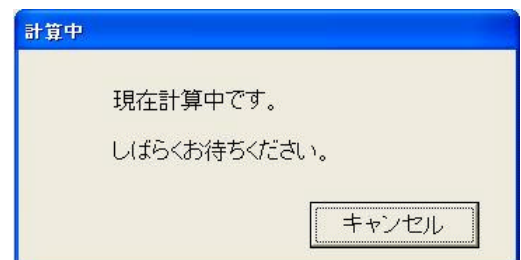 計算中
現在計算中です。
しばらくお待ちください。
キャンセル